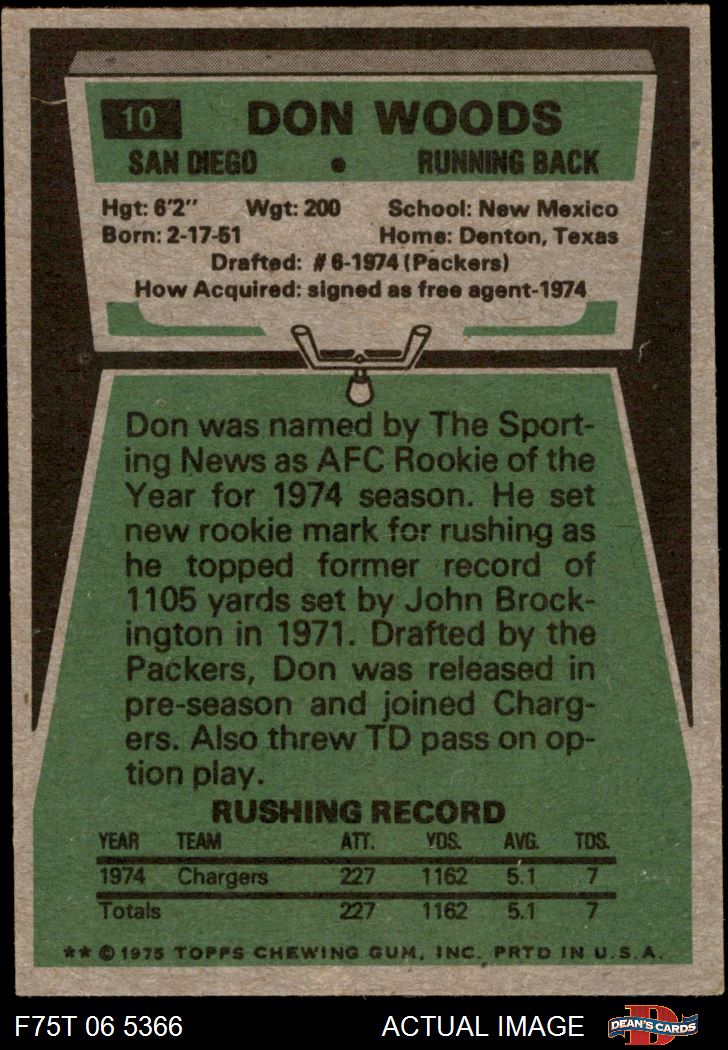 10 DON WOODS
SAN DIEGO • RUNNING BACK
Hgt: 6'2" Wgt: 200 School: New Mexico
Born: 2-17-51 Home: Denton, Texas
Drafted: #6-1974 (Packers)
How Acquired: signed as free agent-1974
Don was named by The Sport-
ing News as AFC Rookie of the
Year for 1974 season. He set
new rookie mark for rushing as
he topped former record of
1105 yards set by John Brock-
ington in 1971. Drafted by the
Packers, Don was released in
pre-season and joined Charg-
ers. Also threw TD pass on op-
tion play.
RUSHING RECORD
YEAR TEAM ATT. YDS. AVG. TDS.
1974 Chargers 227 1162 5.1 7
Totals 227 1162 5.1 7
** © 1975 TOPPS CHEWING GUM, INC. PRTD IN U.S.A.
F75T 06 5366 ACTUAL IMAGE D DEAN'S CARDS